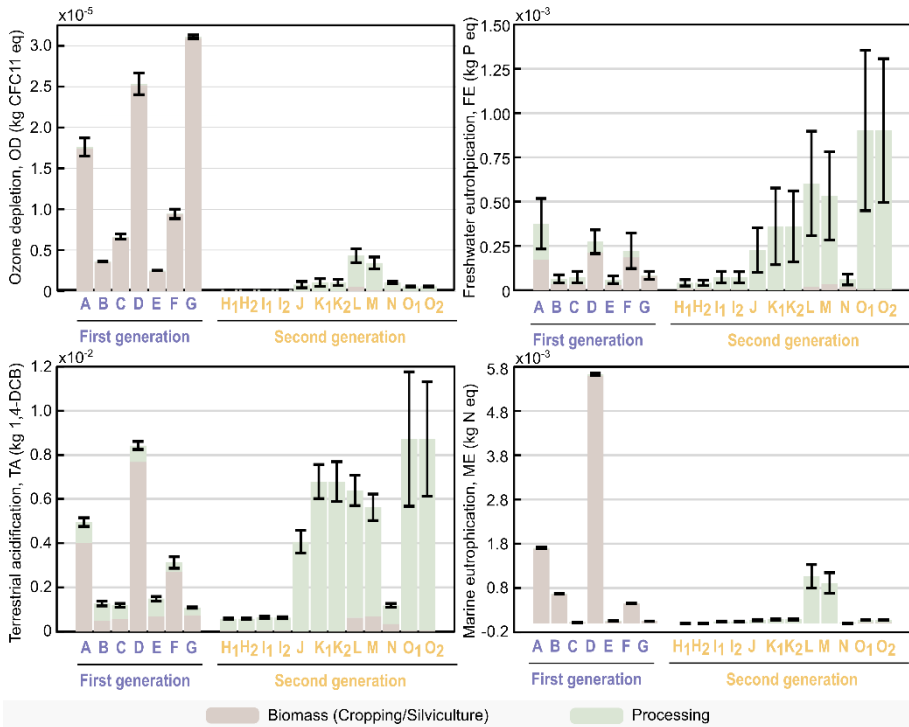 x10⁻⁵
Ozone depletion, OD (kg CFC11 eq)
3.0
2.5
2.0
1.5
1.0
0.5
0
A B C D E F G
H₁ H₂ I₁ I₂ J K₁ K₂ L M N O₁ O₂
First generation
Second generation
x10⁻³
Freshwater eutrohpication, FE (kg P eq)
1.50
1.25
0.75
0.50
0.25
0
A B C D E F G
H₁ H₂ I₁ I₂ J K₁ K₂ L M N O₁ O₂
First generation
Second generation
x10⁻²
Terrestrial acidification, TA (kg 1,4-DCB)
1.2
1.0
0.8
0.6
0.4
0.2
0
A B C D E F G
H₁ H₂ I₁ I₂ J K₁ K₂ L M N O₁ O₂
First generation
Second generation
x10⁻³
Marine eutrophication, ME (kg N eq)
5.8
4.8
3.8
2.8
1.8
0.8
-0.2
A B C D E F G
H₁ H₂ I₁ I₂ J K₁ K₂ L M N O₁ O₂
First generation
Second generation
Biomass (Cropping/Silviculture)
Processing